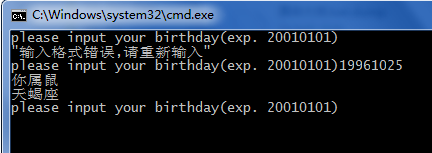 C:\Windows\system32\cmd.exe
please input your birthday(exp. 20010101)
"输入格式错误,请重新输入"
please input your birthday(exp. 20010101)19961025
你属鼠
天蝎座
please input your birthday(exp. 20010101)